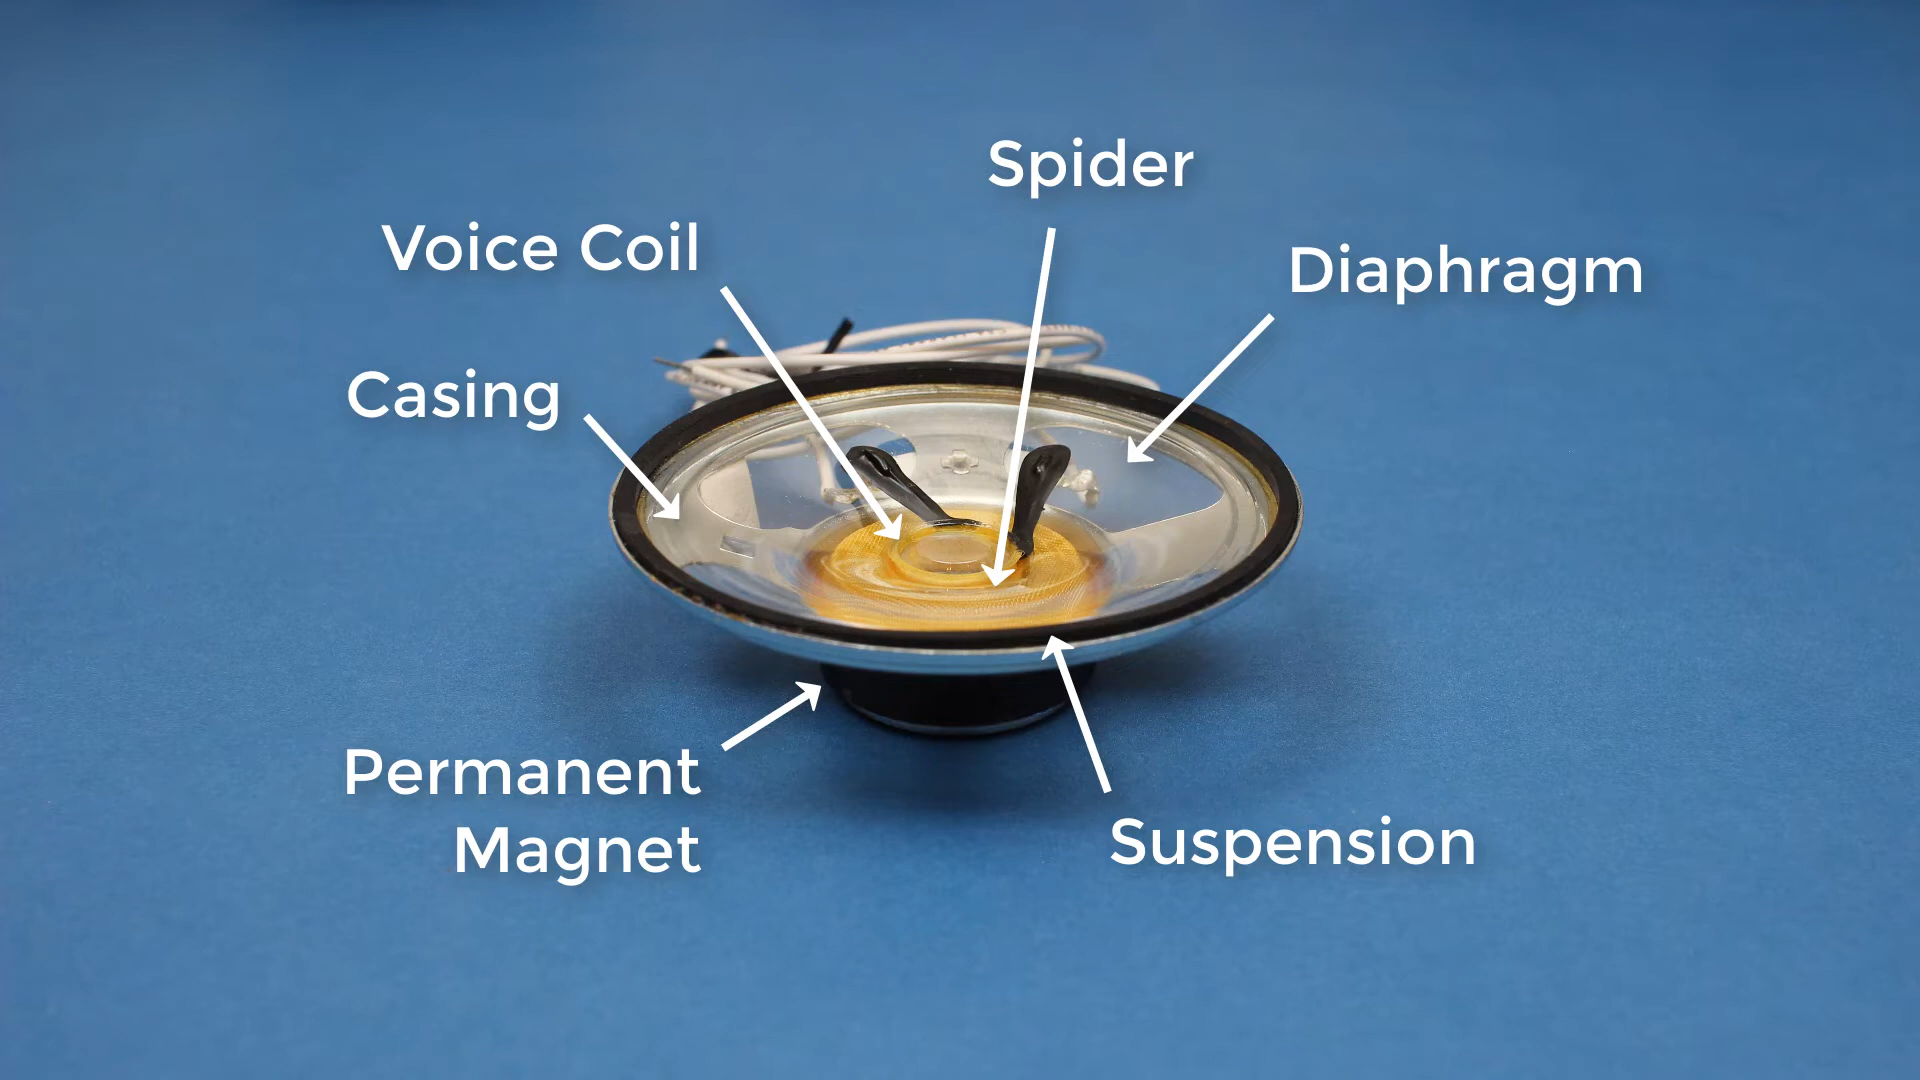 Spider
Voice Coil
Diaphragm
Casing
Permanent
Magnet
Suspension